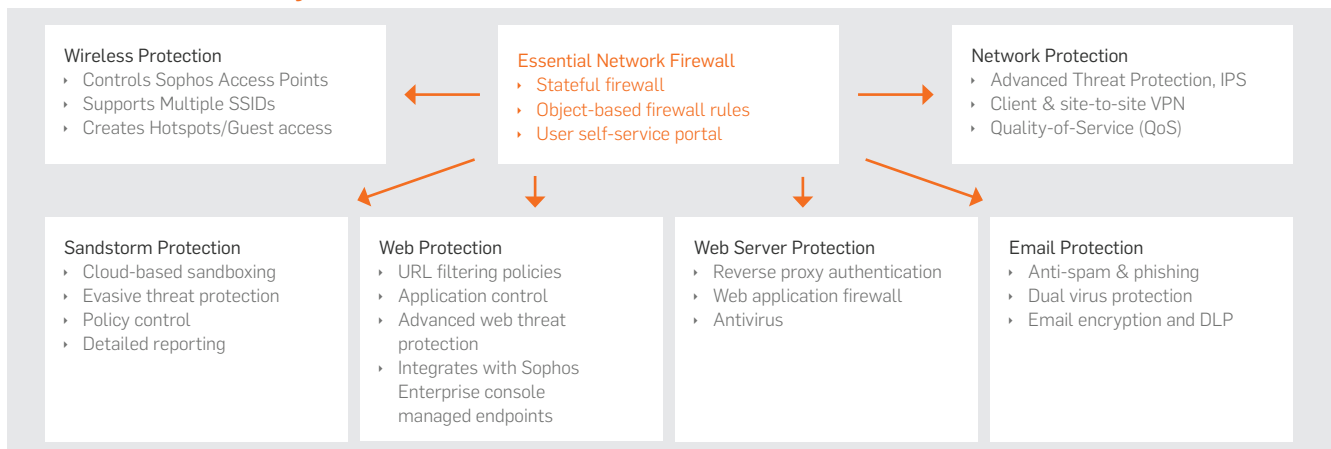 Wireless Protection
‣ Controls Sophos Access Points
‣ Supports Multiple SSIDs
‣ Creates Hotspots/Guest access
Essential Network Firewall
‣ Stateful firewall
‣ Object-based firewall rules
‣ User self-service portal
Network Protection
‣ Advanced Threat Protection, IPS
‣ Client & site-to-site VPN
‣ Quality-of-Service (QoS)
Sandstorm Protection
‣ Cloud-based sandboxing
‣ Evasive threat protection
‣ Policy control
‣ Detailed reporting
Web Protection
‣ URL filtering policies
‣ Application control
‣ Advanced web threat
protection
‣ Integrates with Sophos
Enterprise console
managed endpoints
Web Server Protection
‣ Reverse proxy authentication
‣ Web application firewall
‣ Antivirus
Email Protection
‣ Anti-spam & phishing
‣ Dual virus protection
‣ Email encryption and DLP